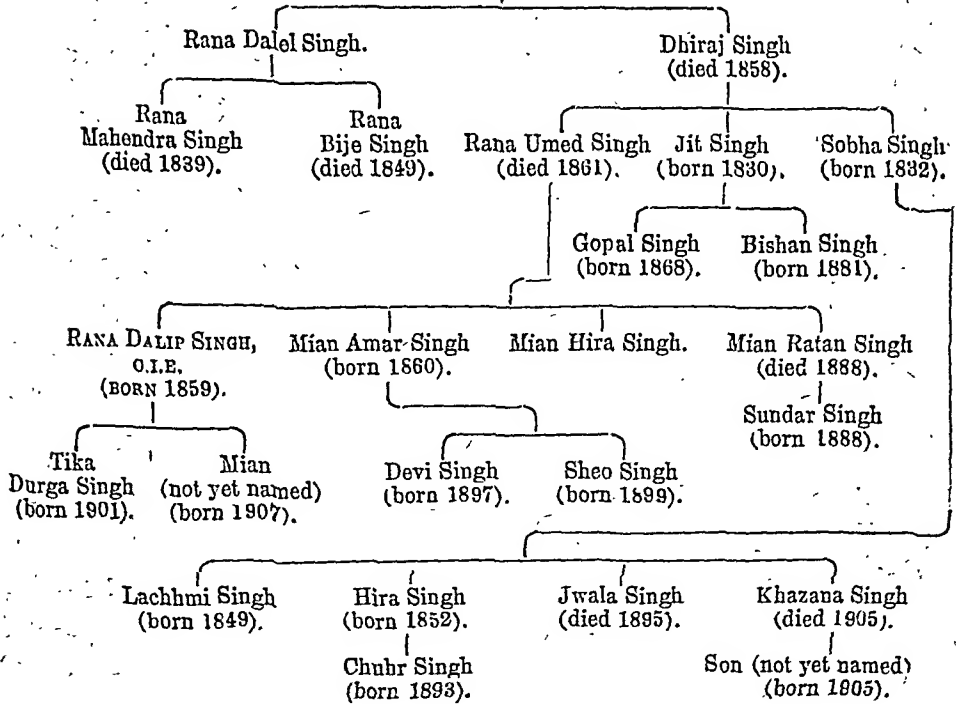 Rana Dalel Singh.
Dhiraj Singh
(died 1858).
Rana
Mahendra Singh
(died 1839).
Rana
Bije Singh
(died 1849).
Rana Umed Singh
(died 1861).
Jit Singh
(born 1830).
Sobha Singh
(born 1832).
Gopal Singh
(born 1868).
Bishan Singh
(born 1881).
RANA DALIP SINGH,
C.I.E.
(BORN 1859).
Mian Amar Singh
(born 1860).
Mian Hira Singh.
Mian Ratan Singh
(died 1888).
Sundar Singh
(born 1888).
Tika
Durga Singh
(born 1901).
Mian
(not yet named)
(born 1907).
Devi Singh
(born 1897).
Sheo Singh
(born 1899).
Lachhmi Singh
(born 1849).
Hira Singh
(born 1852).
Jwala Singh
(died 1895).
Khazana Singh
(died 1905).
Chuhr Singh
(born 1893).
Son (not yet named)
(born 1905).